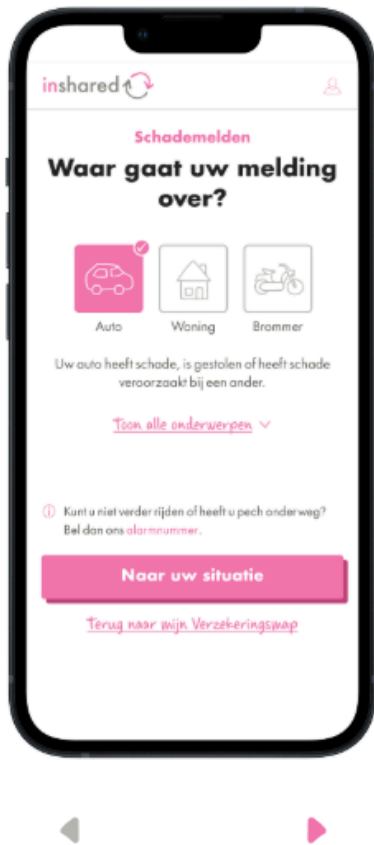 inshared
Schademelden
Waar gaat uw melding
over?
Auto
Woning
Brommer
Uw auto heeft schade, is gestolen of heeft schade
veroorzaakt bij een ander.
Toon alle onderwerpen
Kunt u niet verder rijden of heeft u pech onderweg?
Bel dan ons alarmnummer.
Naar uw situatie
Terug naar mijn Verzekeringsmap